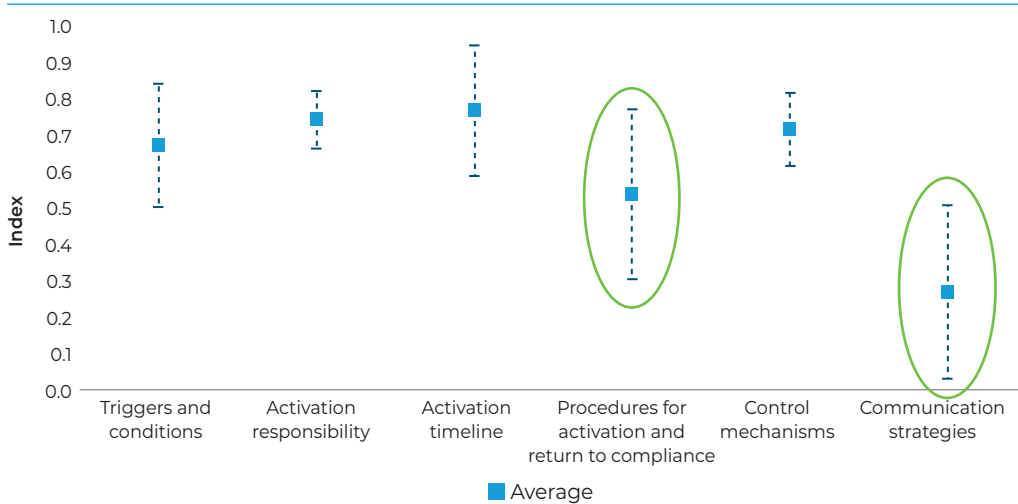 1.0
0.9
0.8
0.7
0.6
0.5
0.4
0.3
0.2
0.1
0.0
Index
Triggers and
conditions
Activation
responsibility
Activation
timeline
Procedures for
activation and
return to compliance
Control
mechanisms
Communication
strategies
Average